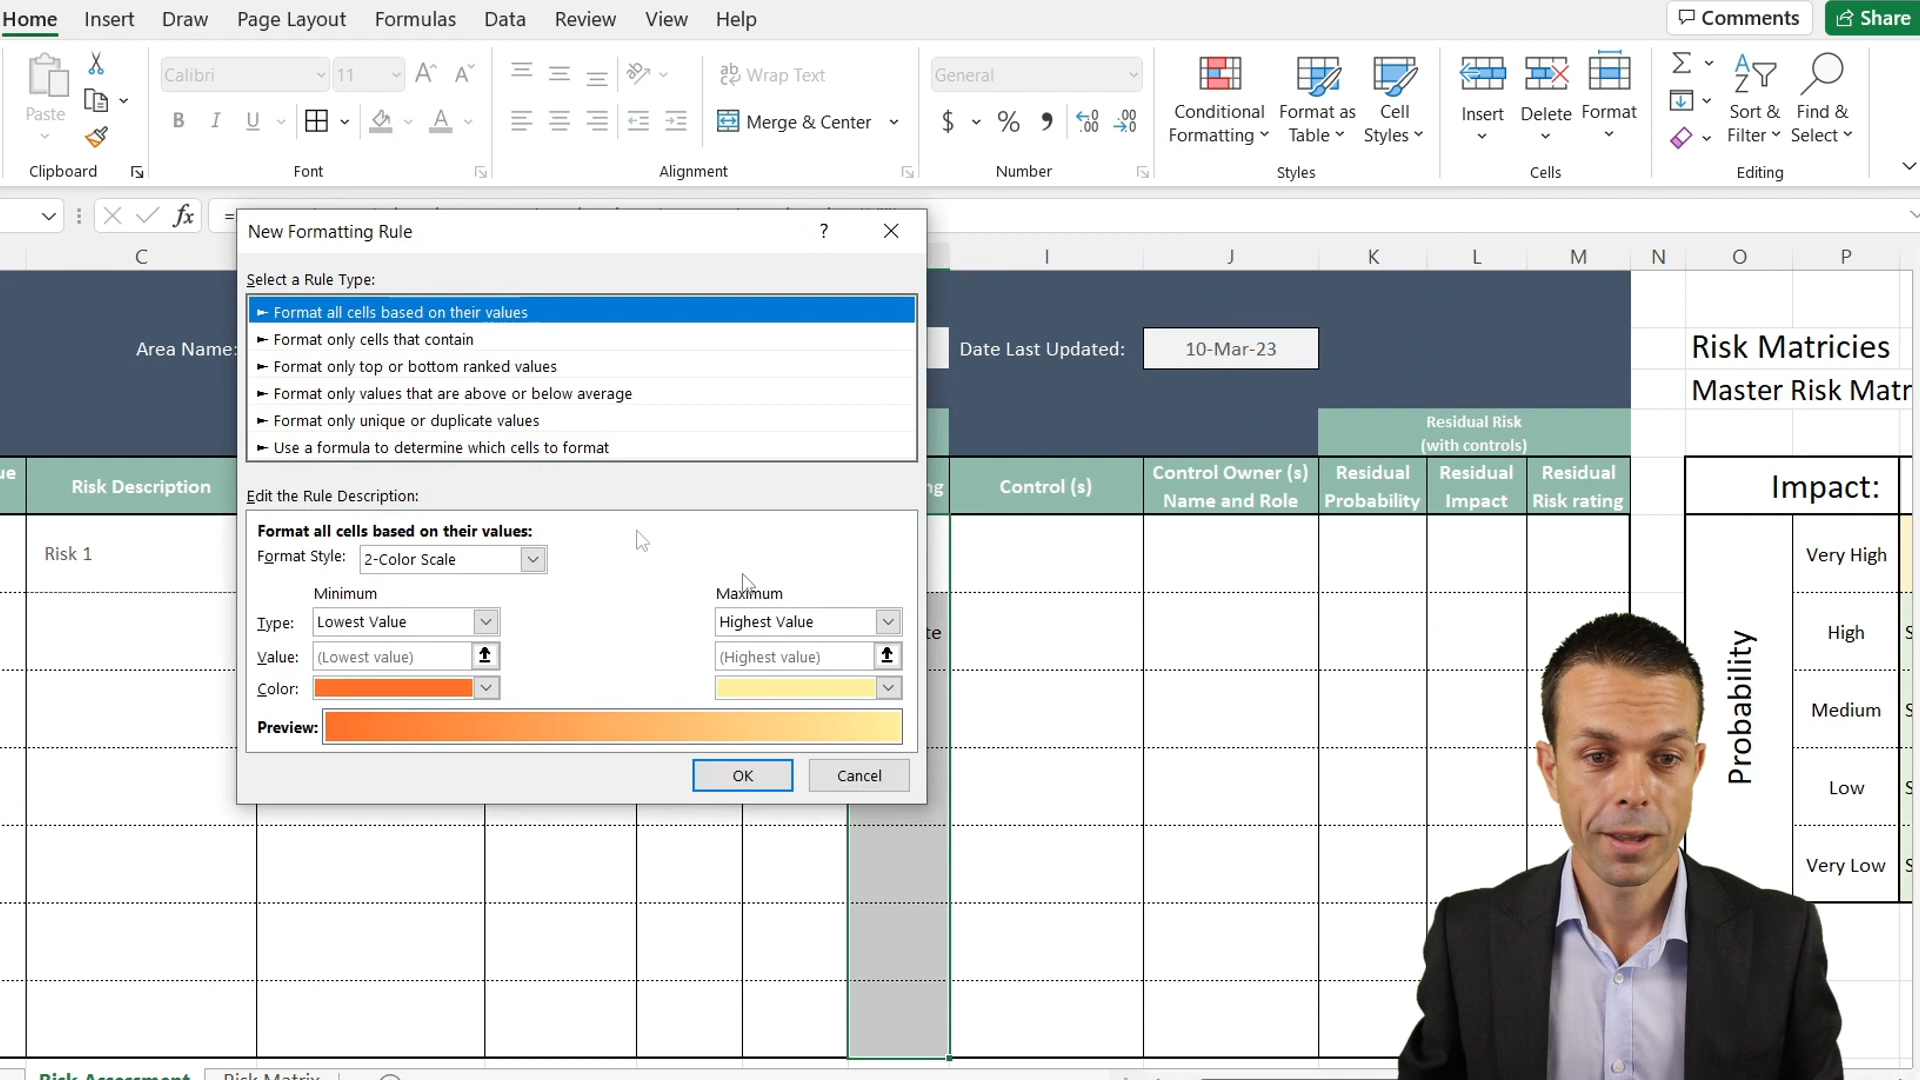 Home Insert Draw Page Layout Formulas Data Review View Help
Comments Share
Paste
Calibri 11
Wrap Text
Merge & Center
General
$ %
Conditional Formatting
Format as Table
Cell Styles
Insert Delete Format
Sort & Filter
Find & Select
Clipboard Font Alignment Number Styles Cells Editing
fx =
C I J K L M N O P
New Formatting Rule ?
Select a Rule Type:
Format all cells based on their values
Format only cells that contain
Format only top or bottom ranked values
Format only values that are above or below average
Format only unique or duplicate values
Use a formula to determine which cells to format
Edit the Rule Description:
Format all cells based on their values:
Format Style: 2-Color Scale
Minimum Maximum
Type: Lowest Value Highest Value
Value: (Lowest value) (Highest value)
Color:
Preview:
OK Cancel
Area Name:
Date Last Updated: 10-Mar-23
Risk Matricies
Master Risk Matr
Residual Risk
(with controls)
Risk Description
Control (s)
Control Owner (s)
Name and Role
Residual
Probability
Residual
Impact
Residual
Risk rating
Impact:
Risk 1
Probability
Very High
High
Medium
Low
Very Low
Risk Assessment Risk Matrix